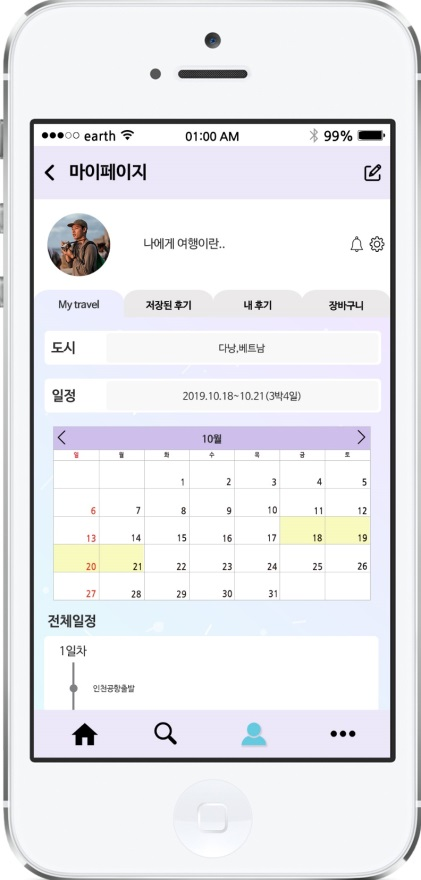 earth 01:00 AM 99%
마이페이지
나에게 여행이란..
My travel 저장된 후기 내 후기 장바구니
도시 다낭,베트남
일정 2019.10.18~10.21(3박4일)
10월
일 월 화 수 목 금 토
1 2 3 4 5
6 7 8 9 10 11 12
13 14 15 16 17 18 19
20 21 22 23 24 25 26
27 28 29 30 31
전체일정
1일차
인천공항출발